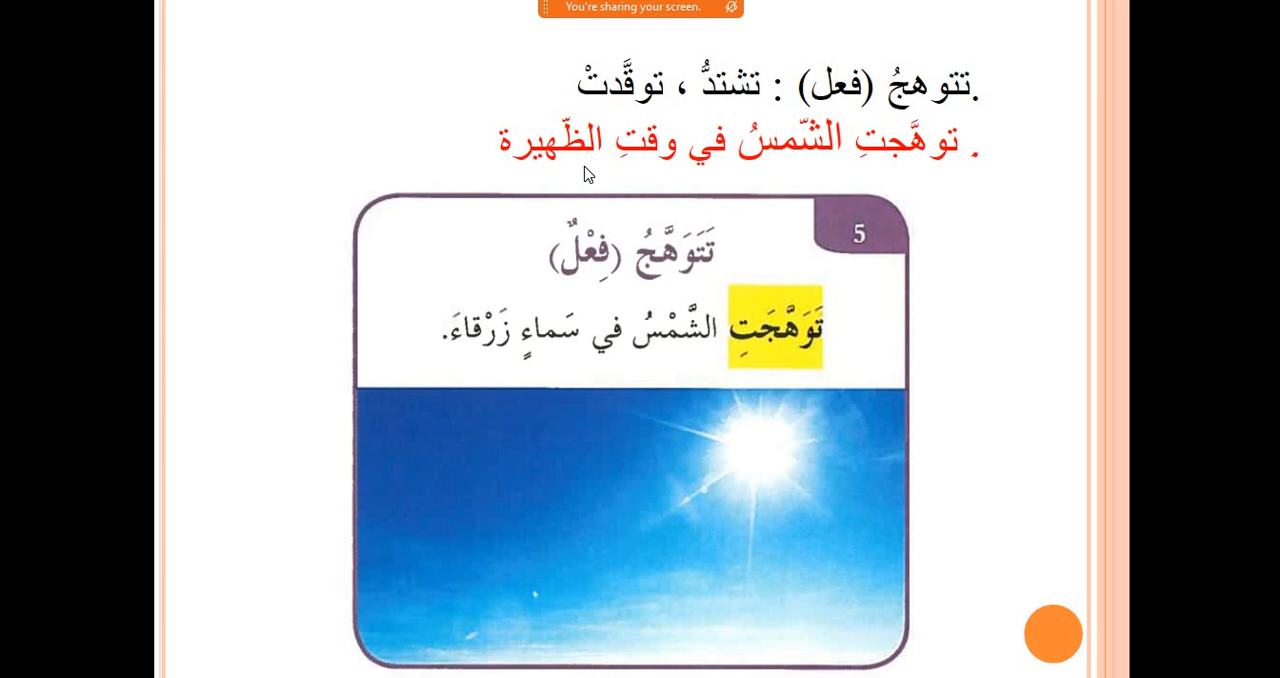 You're sharing your screen.
.تتوهجُ (فعل) : تشتدُّ ، توقَّدتْ
. توهَّجتِ الشّمسُ في وقتِ الظّهيرة
5
تَتَوَهَّجُ (فِعْلٌ)
تَوَهَّجَتِ الشَّمْسُ في سَماءٍ زَرْقاءَ.